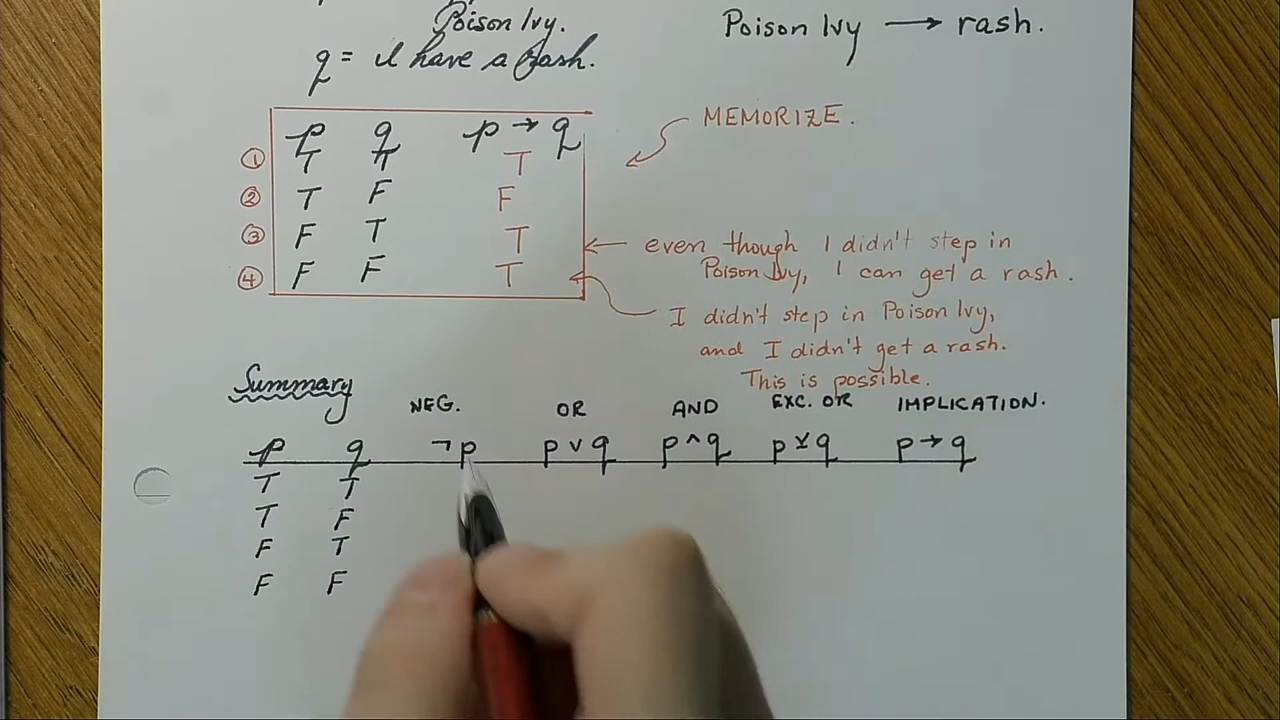 Poison Ivy.
Poison Ivy → rash.
q = I have a rash.
p q p → q
① T T T
② T F F
③ F T T
④ F F T
MEMORIZE.
even though I didn't step in
Poison Ivy, I can get a rash.
I didn't step in Poison Ivy,
and I didn't get a rash.
This is possible.
Summary
NEG. OR AND EXC. OR IMPLICATION.
p q ¬p p ∨ q p ∧ q p ⊻ q p → q
T T
T F
F T
F F